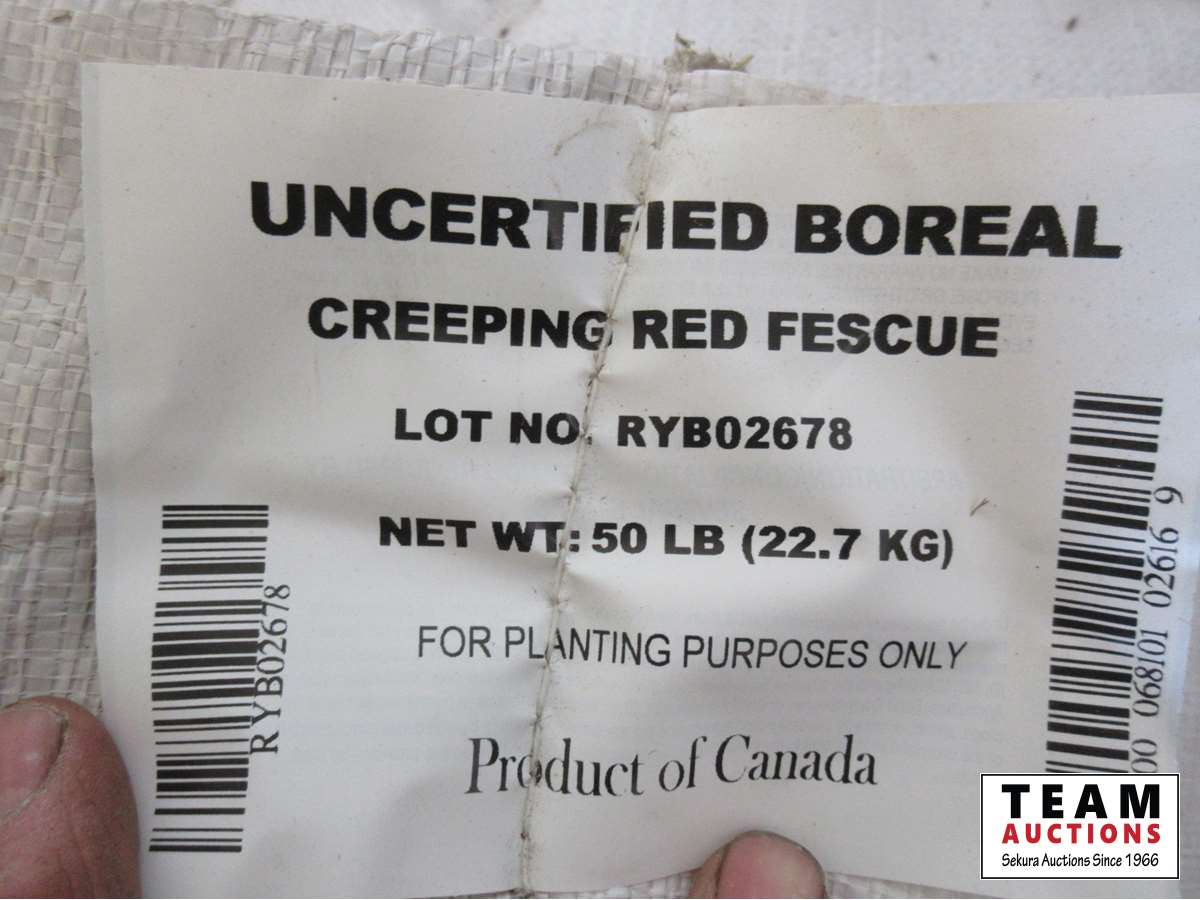 UNCERTIFIED BOREAL
CREEPING RED FESCUE
LOT NO. RYB02678
NET WT: 50 LB (22.7 KG)
FOR PLANTING PURPOSES ONLY
Product of Canada
RYB02678
00 068101 02616 9
TEAM
AUCTIONS
Sekura Auctions Since 1966